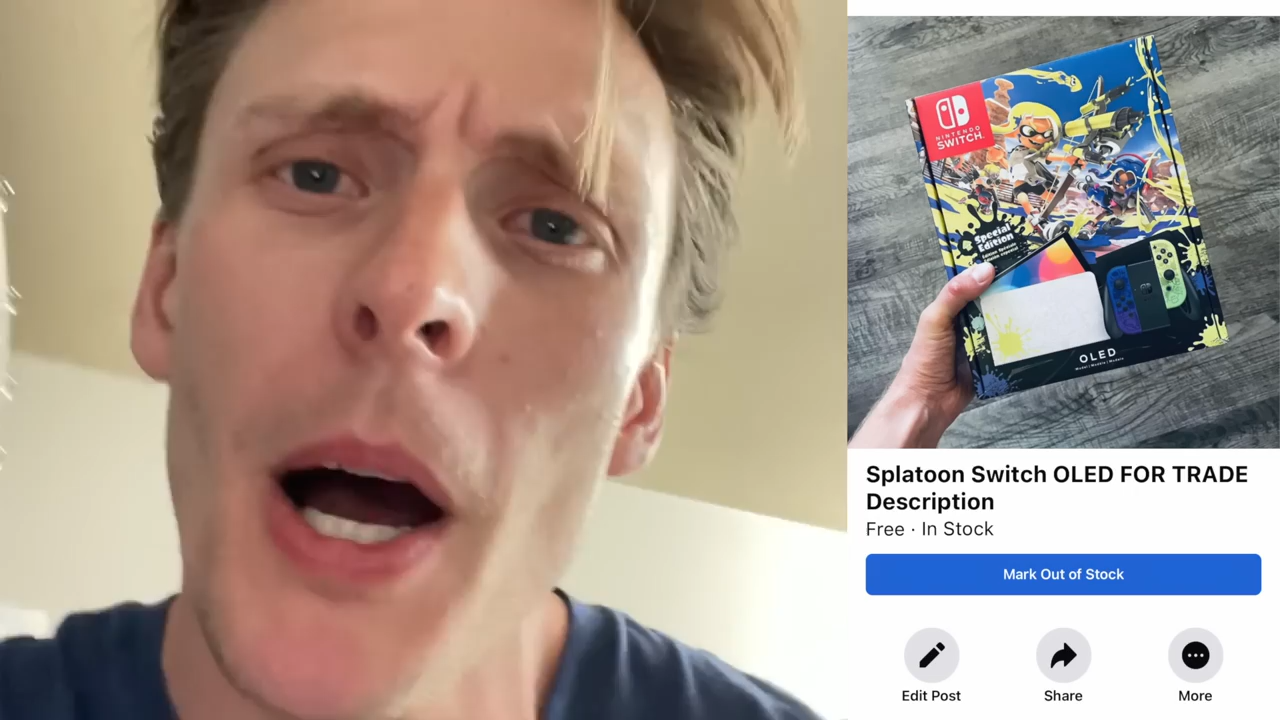 NINTENDO
SWITCH
Special
Edition
OLED
Splatoon Switch OLED FOR TRADE
Description
Free · In Stock
Mark Out of Stock
Edit Post
Share
More